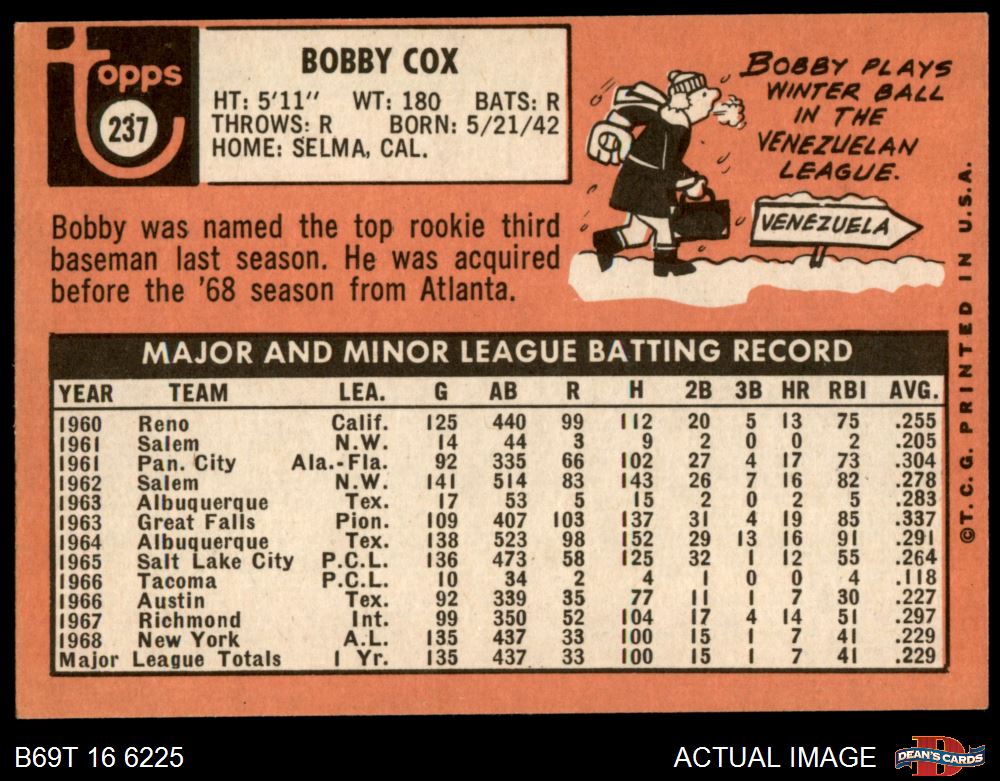 Topps
237
BOBBY COX
HT: 5'11" WT: 180 BATS: R
THROWS: R BORN: 5/21/42
HOME: SELMA, CAL.
BOBBY PLAYS
WINTER BALL
IN THE
VENEZUELAN
LEAGUE.
VENEZUELA
Bobby was named the top rookie third
baseman last season. He was acquired
before the '68 season from Atlanta.
MAJOR AND MINOR LEAGUE BATTING RECORD
YEAR TEAM LEA. G AB R H 2B 3B HR RBI AVG.
1960 Reno Calif. 125 440 99 112 20 5 13 75 .255
1961 Salem N.W. 14 44 3 9 2 0 0 2 .205
1961 Pan. City Ala.-Fla. 92 335 66 102 27 4 17 73 .304
1962 Salem N.W. 141 514 83 143 26 7 16 82 .278
1963 Albuquerque Tex. 17 53 5 15 2 0 2 5 .283
1963 Great Falls Pion. 109 407 103 137 31 4 19 85 .337
1964 Albuquerque Tex. 138 523 98 152 29 13 16 91 .291
1965 Salt Lake City P.C.L. 136 473 58 125 32 1 12 55 .264
1966 Tacoma P.C.L. 10 34 2 4 1 0 0 4 .118
1966 Austin Tex. 92 339 35 77 11 1 7 30 .227
1967 Richmond Int. 99 350 52 104 17 4 14 51 .297
1968 New York A.L. 135 437 33 100 15 1 7 41 .229
Major League Totals 1 Yr. 135 437 33 100 15 1 7 41 .229
©T.C.G. PRINTED IN U.S.A.
B69T 16 6225
ACTUAL IMAGE
D
DEAN'S CARDS